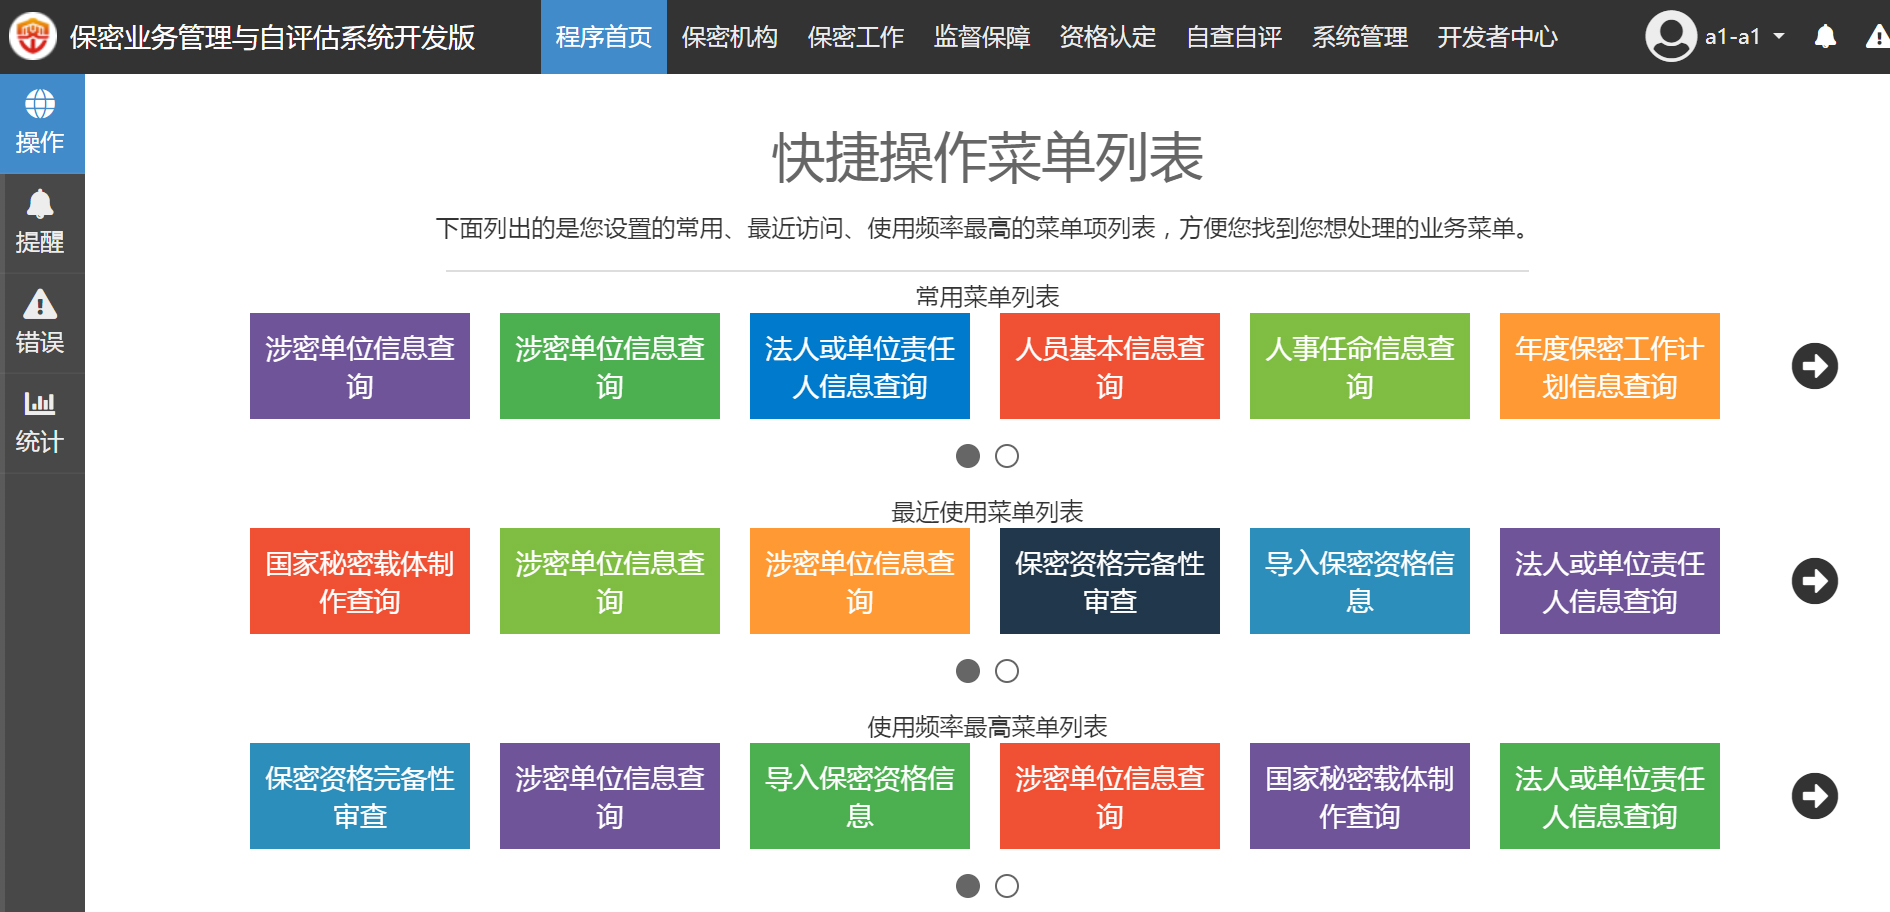 保密业务管理与自评估系统开发版
程序首页 保密机构 保密工作 监督保障 资格认定 自查自评 系统管理 开发者中心
a1-a1
操作
提醒
错误
统计
快捷操作菜单列表
下面列出的是您设置的常用、最近访问、使用频率最高的菜单项列表，方便您找到您想处理的业务菜单。
常用菜单列表
涉密单位信息查
询
涉密单位信息查
询
法人或单位责任
人信息查询
人员基本信息查
询
人事任命信息查
询
年度保密工作计
划信息查询
最近使用菜单列表
国家秘密载体制
作查询
涉密单位信息查
询
涉密单位信息查
询
保密资格完备性
审查
导入保密资格信
息
法人或单位责任
人信息查询
使用频率最高菜单列表
保密资格完备性
审查
涉密单位信息查
询
导入保密资格信
息
涉密单位信息查
询
国家秘密载体制
作查询
法人或单位责任
人信息查询